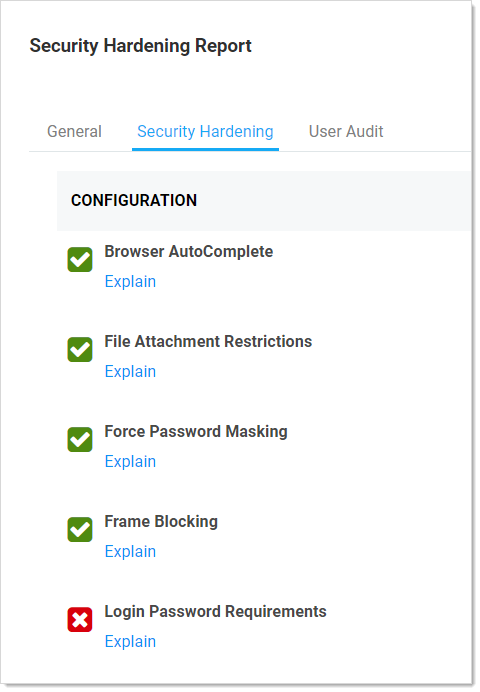 Security Hardening Report
General Security Hardening User Audit
CONFIGURATION
Browser AutoComplete
Explain
File Attachment Restrictions
Explain
Force Password Masking
Explain
Frame Blocking
Explain
Login Password Requirements
Explain